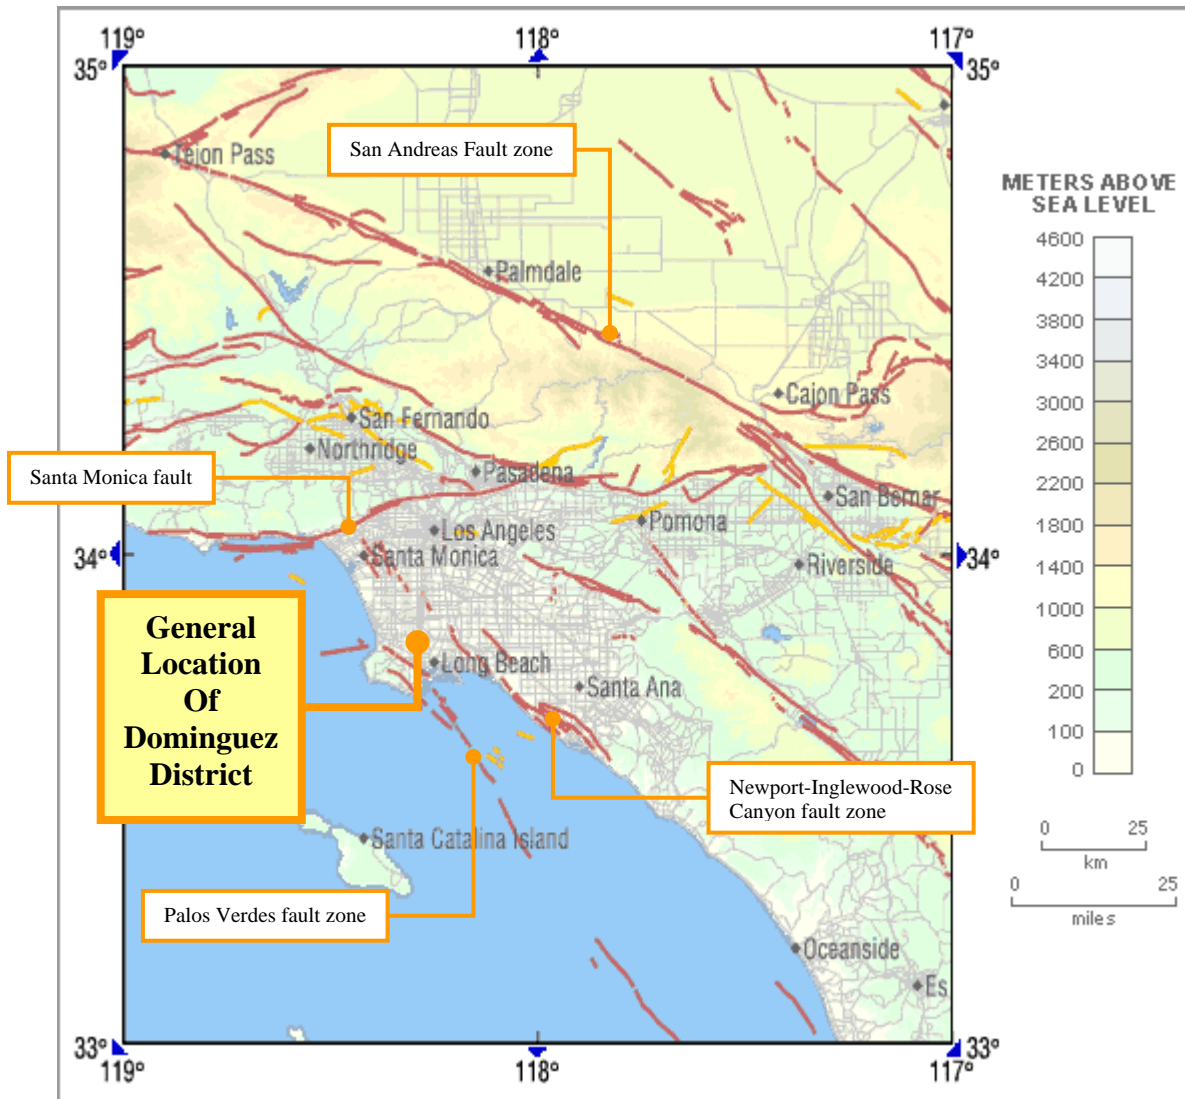 119°
118°
117°
35°
35°
Tejon Pass
San Andreas Fault zone
Palmdale
METERS ABOVE
SEA LEVEL
4600
4200
3800
3400
3000
2600
2200
1800
1400
1000
600
200
100
0
Cajon Pass
San Fernando
Northridge
Santa Monica fault
Pasadena
San Bernar
Pomona
Los Angeles
34°
Santa Monica
Riverside
34°
General
Location
Of
Dominguez
District
Long Beach
Santa Ana
Newport-Inglewood-Rose
Canyon fault zone
0 25
km
0 25
miles
Santa Catalina Island
Palos Verdes fault zone
Oceanside
Es
33°
33°
119°
118°
117°